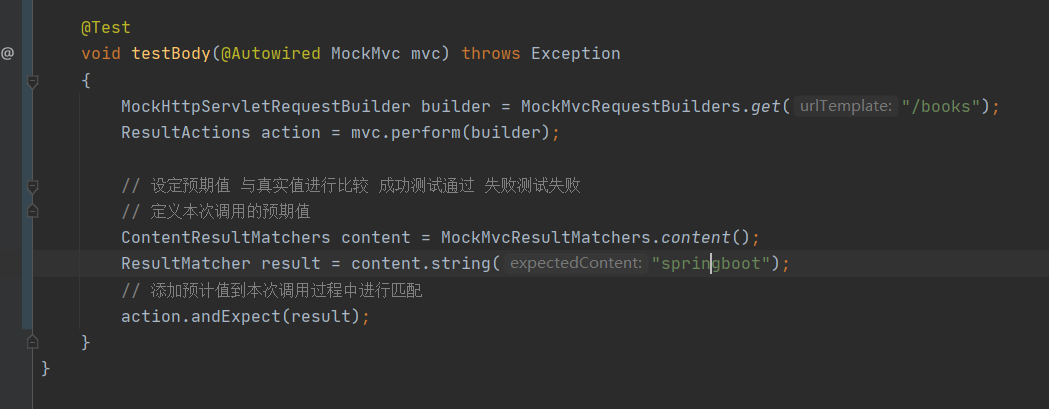 @Test
@ void testBody(@Autowired MockMvc mvc) throws Exception
{
MockHttpServletRequestBuilder builder = MockMvcRequestBuilders.get( urlTemplate: "/books");
ResultActions action = mvc.perform(builder);
// 设定预期值 与真实值进行比较 成功测试通过 失败测试失败
// 定义本次调用的预期值
ContentResultMatchers content = MockMvcResultMatchers.content();
ResultMatcher result = content.string( expectedContent: "springboot");
// 添加预计值到本次调用过程中进行匹配
action.andExpect(result);
}
}